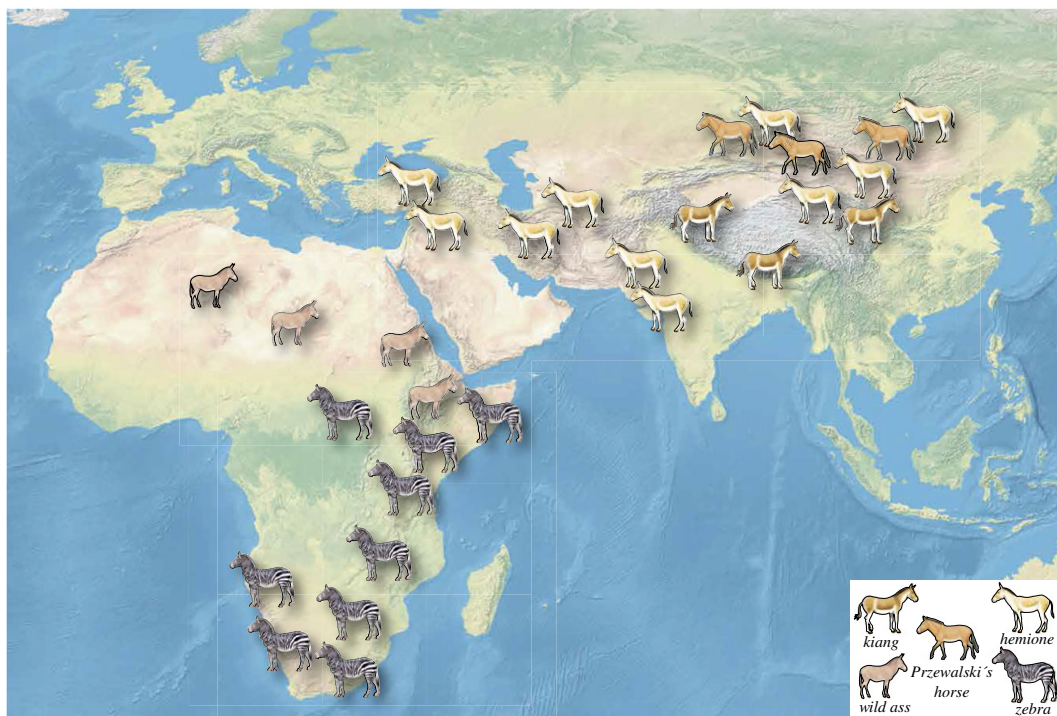 kiang
hemione
Przewalski´s
horse
wild ass
zebra